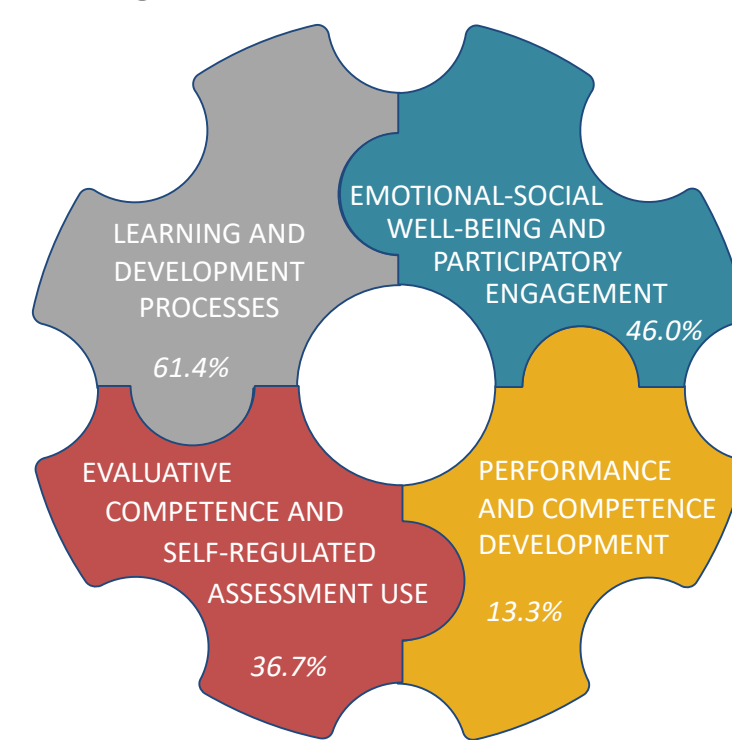 LEARNING AND
DEVELOPMENT
PROCESSES
61.4%
EMOTIONAL-SOCIAL
WELL-BEING AND
PARTICIPATORY
ENGAGEMENT
46.0%
EVALUATIVE
COMPETENCE AND
SELF-REGULATED
ASSESSMENT USE
36.7%
PERFORMANCE
AND COMPETENCE
DEVELOPMENT
13.3%